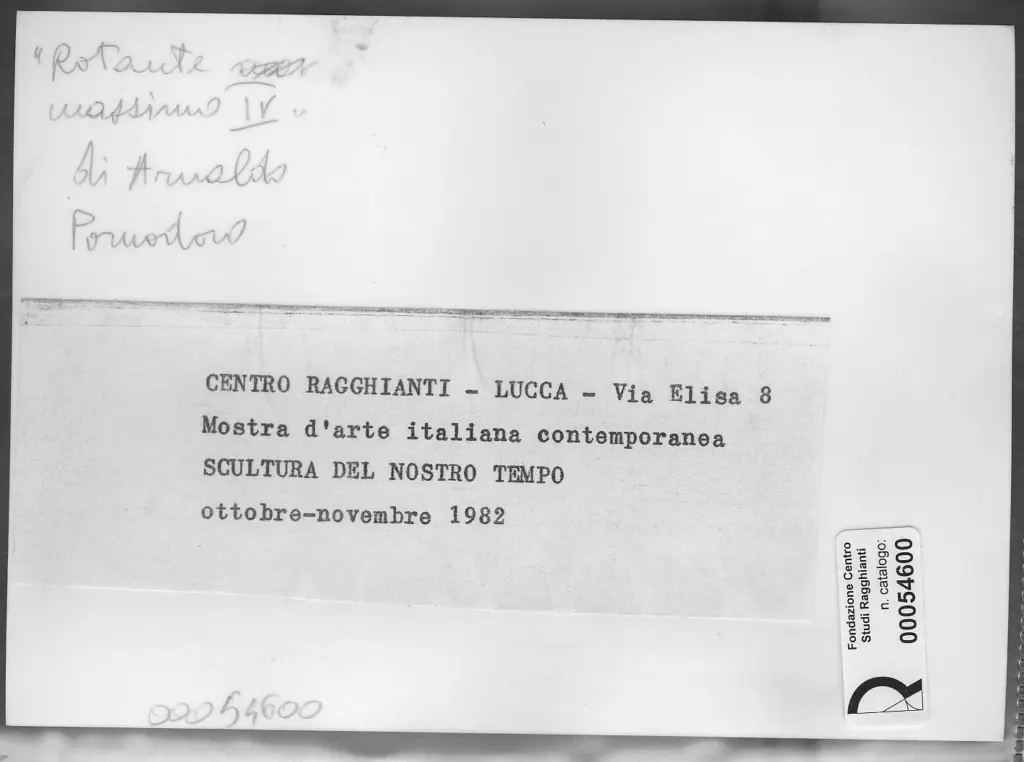 "Rotante
massimo IV"
di Arnaldo
Pomodoro
CENTRO RAGGHIANTI - LUCCA - Via Elisa 8
Mostra d'arte italiana contemporanea
SCULTURA DEL NOSTRO TEMPO
ottobre-novembre 1982
Fondazione Centro
Studi Ragghianti
n. catalogo:
00054600
00054600